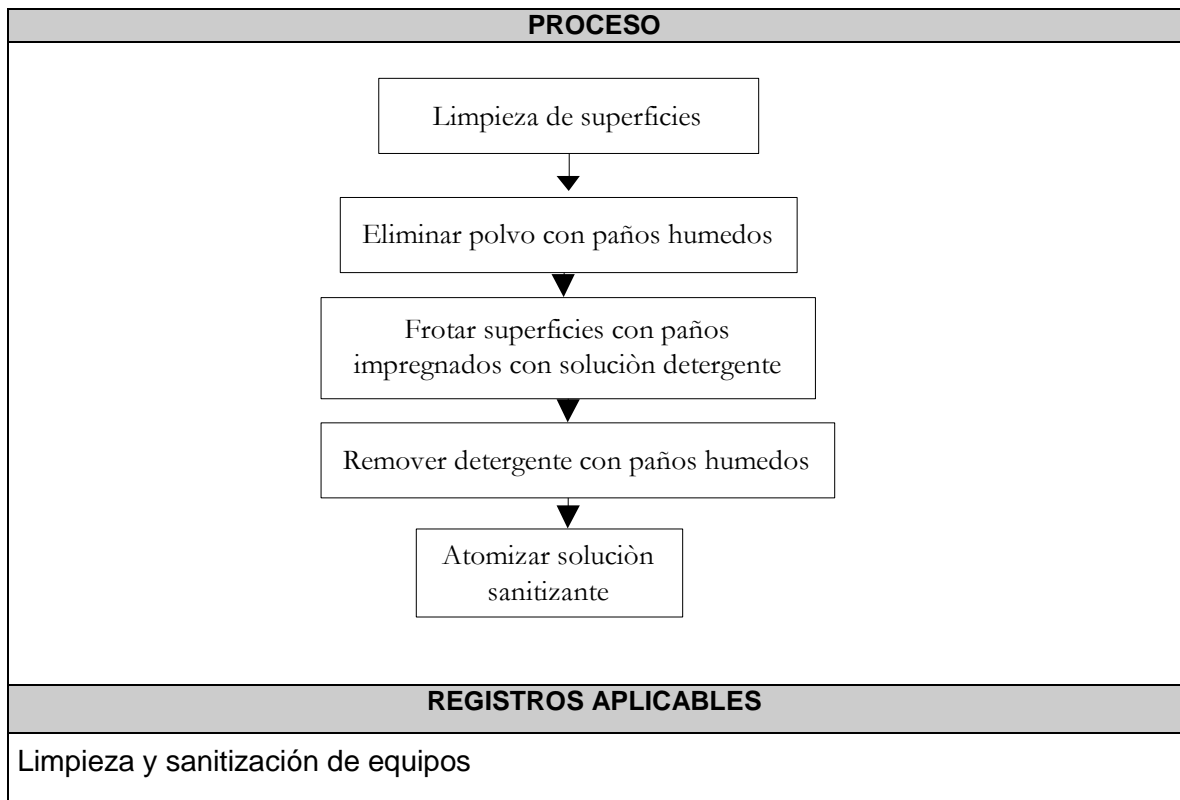 PROCESO
Limpieza de superficies
Eliminar polvo con paños humedos
Frotar superficies con paños
impregnados con soluciòn detergente
Remover detergente con paños humedos
Atomizar soluciòn
sanitizante
REGISTROS APLICABLES
Limpieza y sanitización de equipos